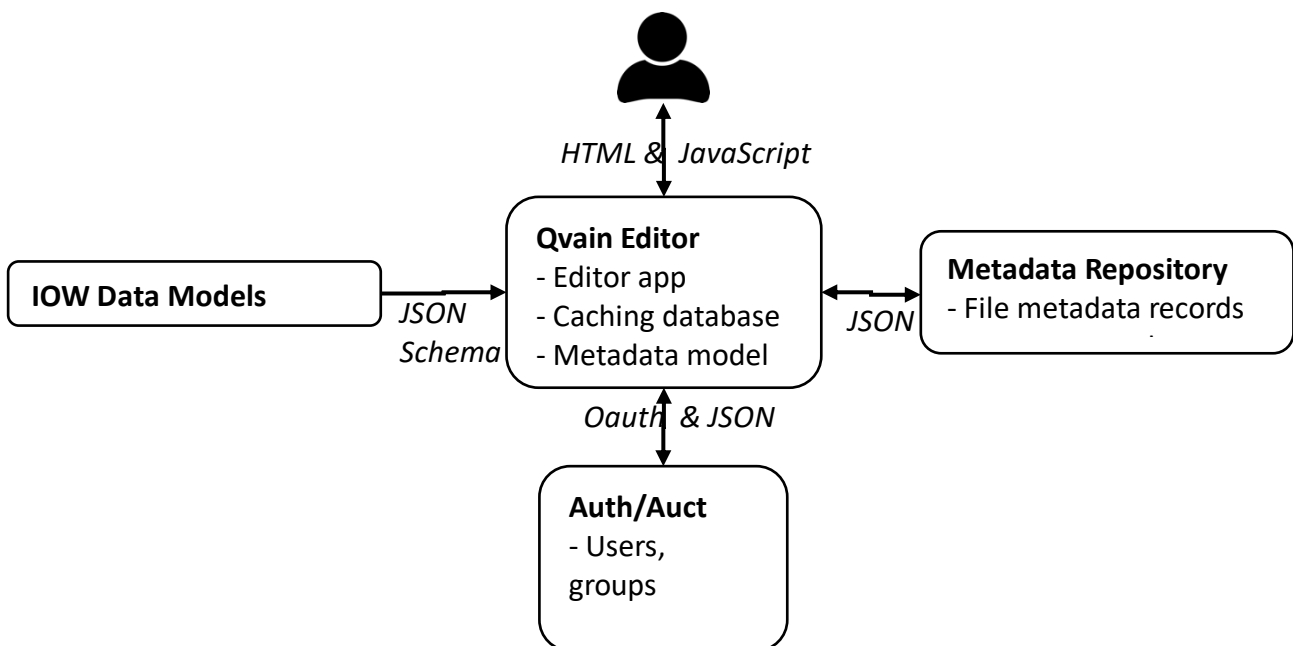 HTML & JavaScript
Qvain Editor
- Editor app
- Caching database
- Metadata model
IOW Data Models
JSON
Schema
Metadata Repository
- File metadata records
JSON
Oauth & JSON
Auth/Auct
- Users,
groups